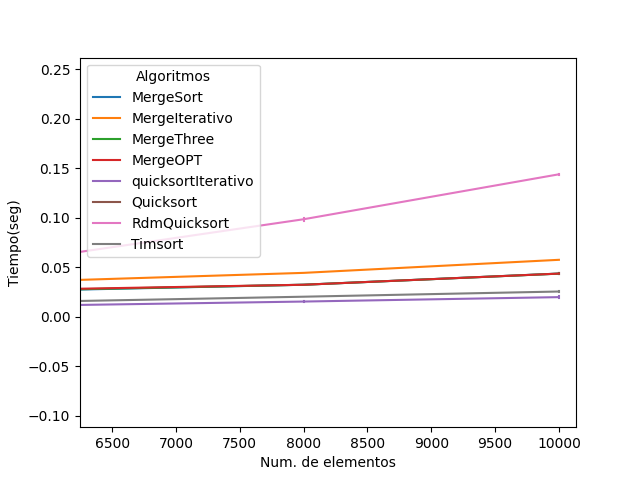 0.25
0.20
0.15
0.10
0.05
0.00
−0.05
−0.10
Tiempo(seg)
Algoritmos
MergeSort
MergeIterativo
MergeThree
MergeOPT
quicksortIterativo
Quicksort
RdmQuicksort
Timsort
6500 7000 7500 8000 8500 9000 9500 10000
Num. de elementos